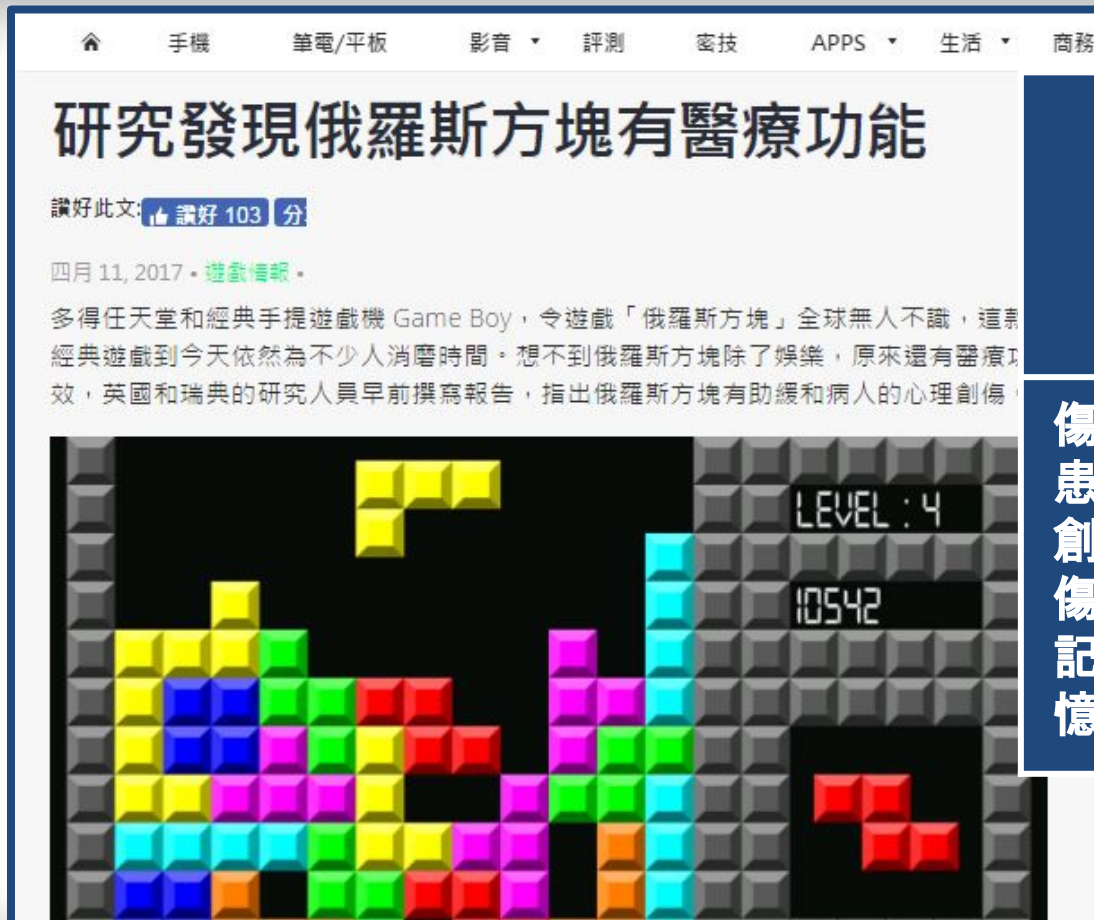 手機 筆電/平板 影音 評測 密技 APPS 生活 商務
研究發現俄羅斯方塊有醫療功能
讚好此文: 讚好 103 分
四月 11, 2017 • 遊戲情報 •
多得任天堂和經典手提遊戲機 Game Boy，令遊戲「俄羅斯方塊」全球無人不識，這
經典遊戲到今天依然為不少人消磨時間。想不到俄羅斯方塊除了娛樂，原來還有醫療
效，英國和瑞典的研究人員早前撰寫報告，指出俄羅斯方塊有助緩和病人的心理創傷
LEVEL : 4
10542
傷
患
創
傷
記
憶